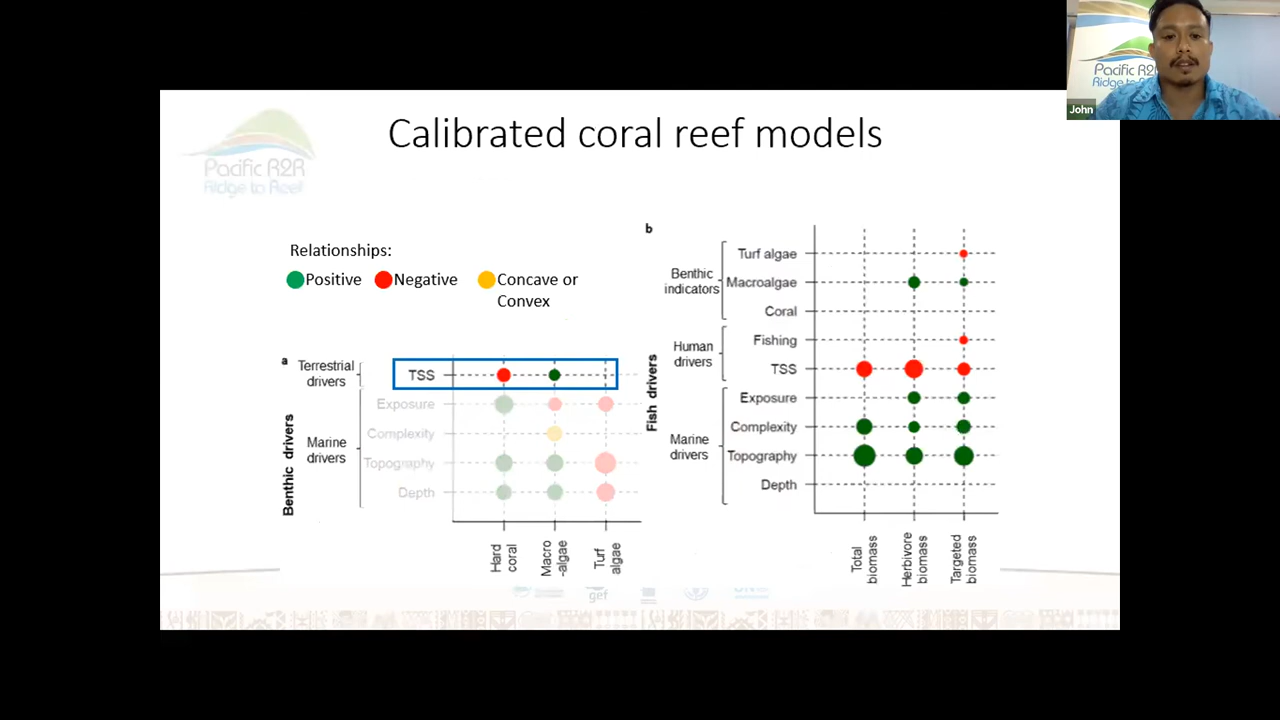 Pacific R2R
Ridge to Reef
Calibrated coral reef models
Pacific R2
Ridge to R
John
Relationships:
Positive
Negative
Concave or
Convex
a
Benthic drivers
Terrestrial
drivers
Marine
drivers
TSS
Exposure
Complexity
Topography
Depth
Hard
coral
Macro
-algae
Turf
algae
b
Fish drivers
Benthic
indicators
Human
drivers
Marine
drivers
Turf algae
Macroalgae
Coral
Fishing
TSS
Exposure
Complexity
Topography
Depth
Total
biomass
Herbivore
biomass
Targeted
biomass
gef